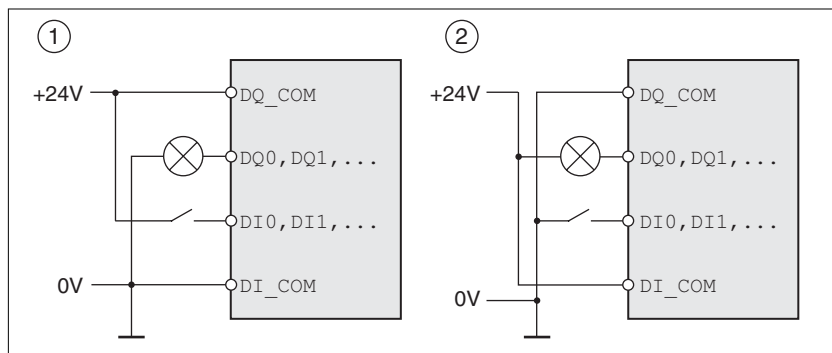 1
+24V
DQ_COM
DQ0,DQ1,...
DI0,DI1,...
0V
DI_COM
2
+24V
DQ_COM
DQ0,DQ1,...
DI0,DI1,...
DI_COM
0V